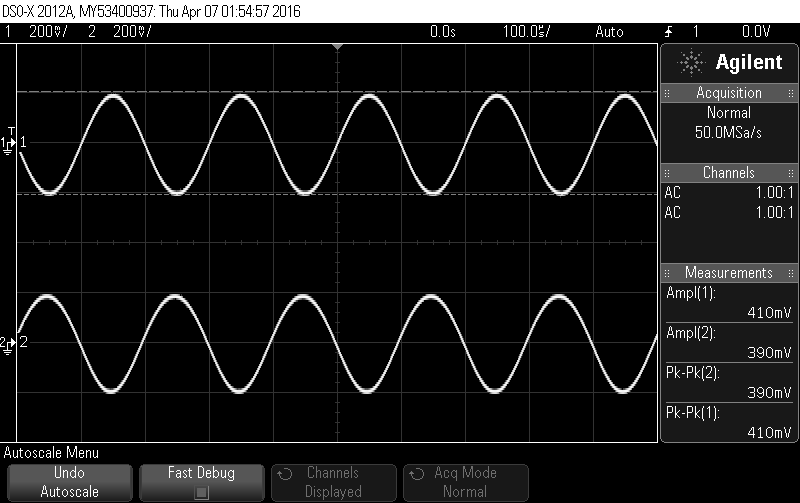 DSO-X 2012A, MY53400937: Thu Apr 07 01:54:57 2016
1 200mV/ 2 200mV/ 0.0s 100.0us/ Auto 1 0.0V
Agilent
Acquisition
Normal
50.0MSa/s
Channels
AC 1.00:1
AC 1.00:1
Measurements
Ampl(1):
410mV
Ampl(2):
390mV
Pk-Pk(2):
390mV
Pk-Pk(1):
410mV
T
1 1
2 2
Autoscale Menu
Undo
Autoscale
Fast Debug
Channels
Displayed
Acq Mode
Normal